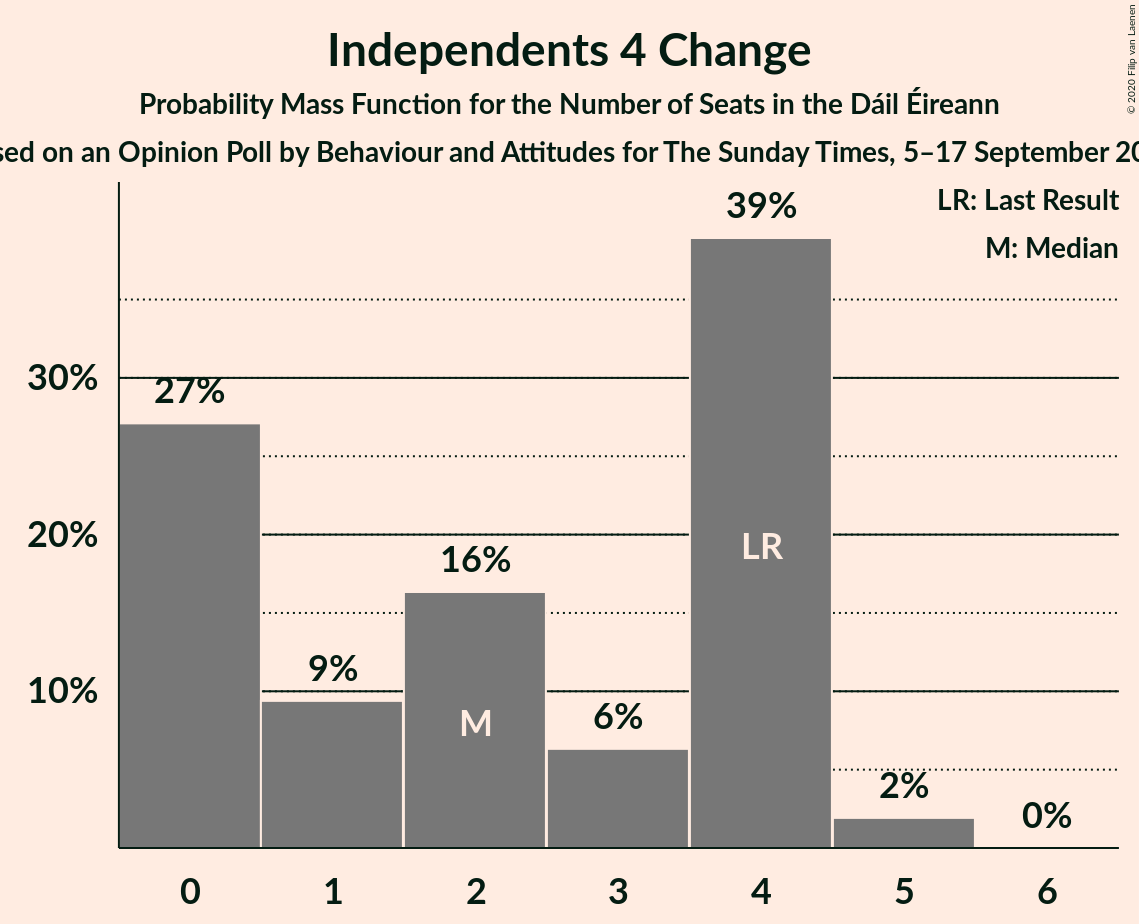 Independents 4 Change
Probability Mass Function for the Number of Seats in the Dáil Éireann
on an Opinion Poll by Behaviour and Attitudes for The Sunday Times, 5–17 September
© 2020 Filip van Laenen
LR: Last Result
M: Median
39%
30%
27%
20%
16%
LR
9%
10%
6%
M
2%
0%
0 1 2 3 4 5 6